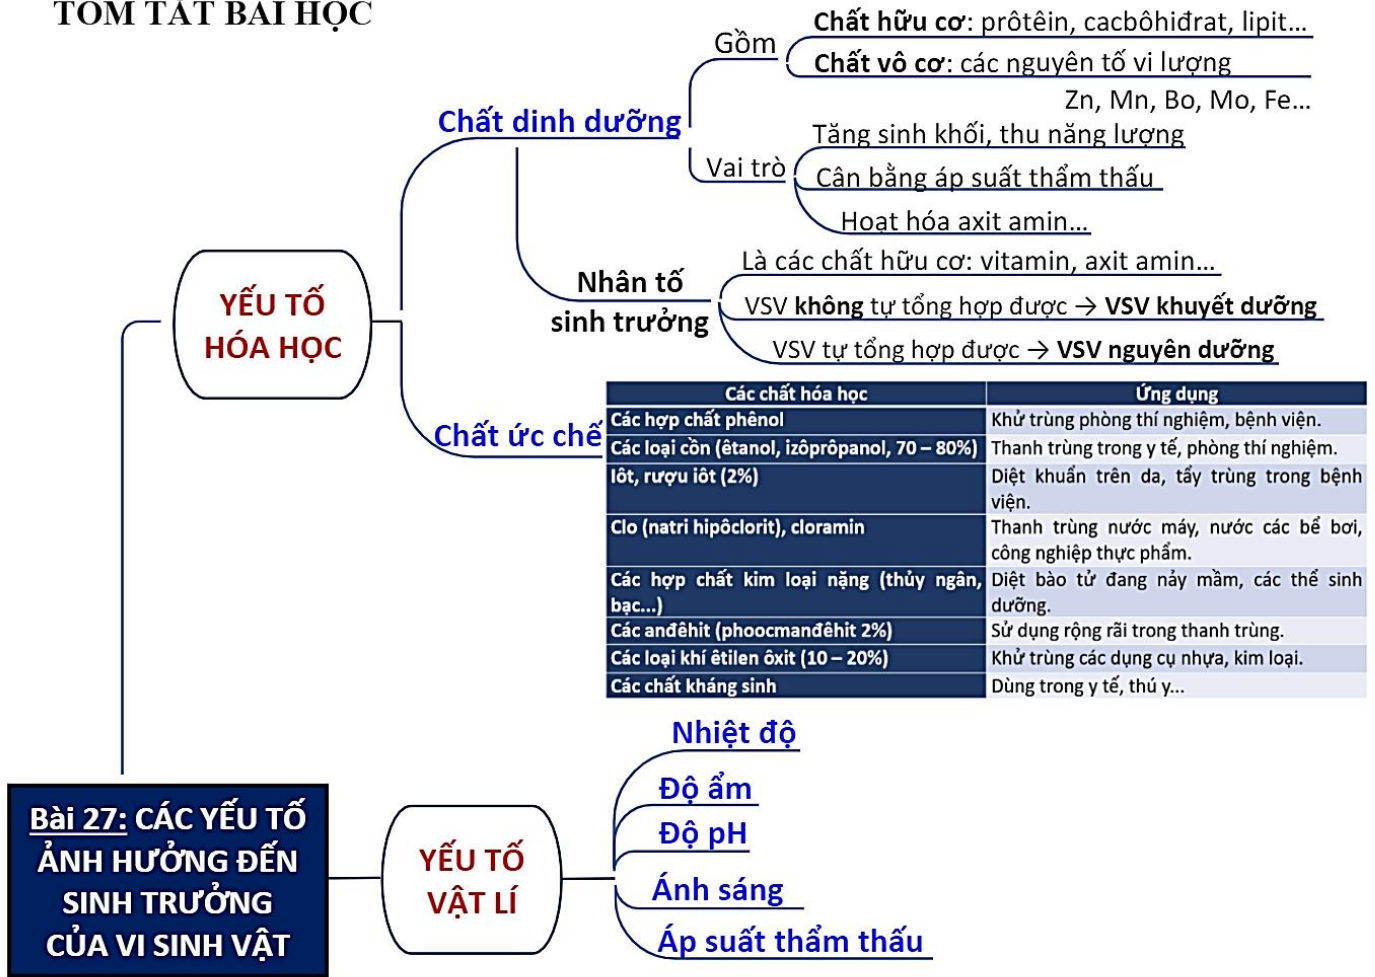 TÓM TẮT BÀI HỌC
Chất hữu cơ: prôtêin, cacbôhiđrat, lipit...
Gồm
Chất vô cơ: các nguyên tố vi lượng
Zn, Mn, Bo, Mo, Fe...
Chất dinh dưỡng
Tăng sinh khối, thu năng lượng
Vai trò
Cân bằng áp suất thẩm thấu
Hoạt hóa axit amin...
Nhân tố
sinh trưởng
Là các chất hữu cơ: vitamin, axit amin...
VSV không tự tổng hợp được → VSV khuyết dưỡng
VSV tự tổng hợp được → VSV nguyên dưỡng
YẾU TỐ
HÓA HỌC
Chất ức chế
Các chất hóa học Ứng dụng
Các hợp chất phênol Khử trùng phòng thí nghiệm, bệnh viện.
Các loại cồn (êtanol, izôprôpanol, 70 – 80%) Thanh trùng trong y tế, phòng thí nghiệm.
Iôt, rượu iôt (2%) Diệt khuẩn trên da, tẩy trùng trong bệnh
viện.
Clo (natri hipôclorit), cloramin Thanh trùng nước máy, nước các bể bơi,
công nghiệp thực phẩm.
Các hợp chất kim loại nặng (thủy ngân, Diệt bào tử đang nảy mầm, các thể sinh
bạc...) dưỡng.
Các anđêhit (phoocmanđêhit 2%) Sử dụng rộng rãi trong thanh trùng.
Các loại khí êtilen ôxit (10 – 20%) Khử trùng các dụng cụ nhựa, kim loại.
Các chất kháng sinh Dùng trong y tế, thú y...
Bài 27: CÁC YẾU TỐ
ẢNH HƯỞNG ĐẾN
SINH TRƯỞNG
CỦA VI SINH VẬT
YẾU TỐ
VẬT LÍ
Nhiệt độ
Độ ẩm
Độ pH
Ánh sáng
Áp suất thẩm thấu